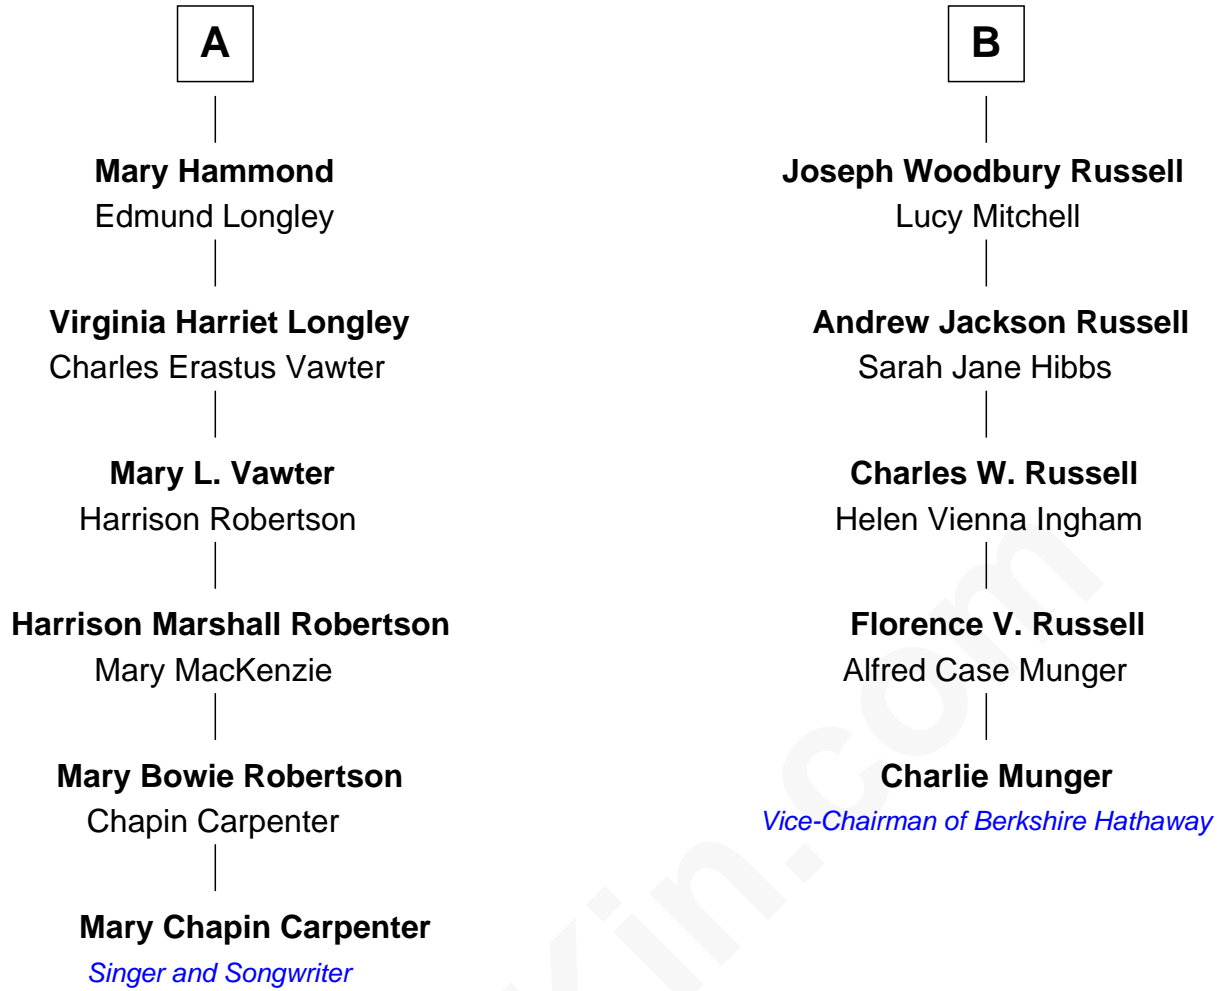 A
Mary Hammond
Edmund Longley
Virginia Harriet Longley
Charles Erastus Vawter
Mary L. Vawter
Harrison Robertson
Harrison Marshall Robertson
Mary MacKenzie
Mary Bowie Robertson
Chapin Carpenter
Mary Chapin Carpenter
Singer and Songwriter
B
Joseph Woodbury Russell
Lucy Mitchell
Andrew Jackson Russell
Sarah Jane Hibbs
Charles W. Russell
Helen Vienna Ingham
Florence V. Russell
Alfred Case Munger
Charlie Munger
Vice-Chairman of Berkshire Hathaway